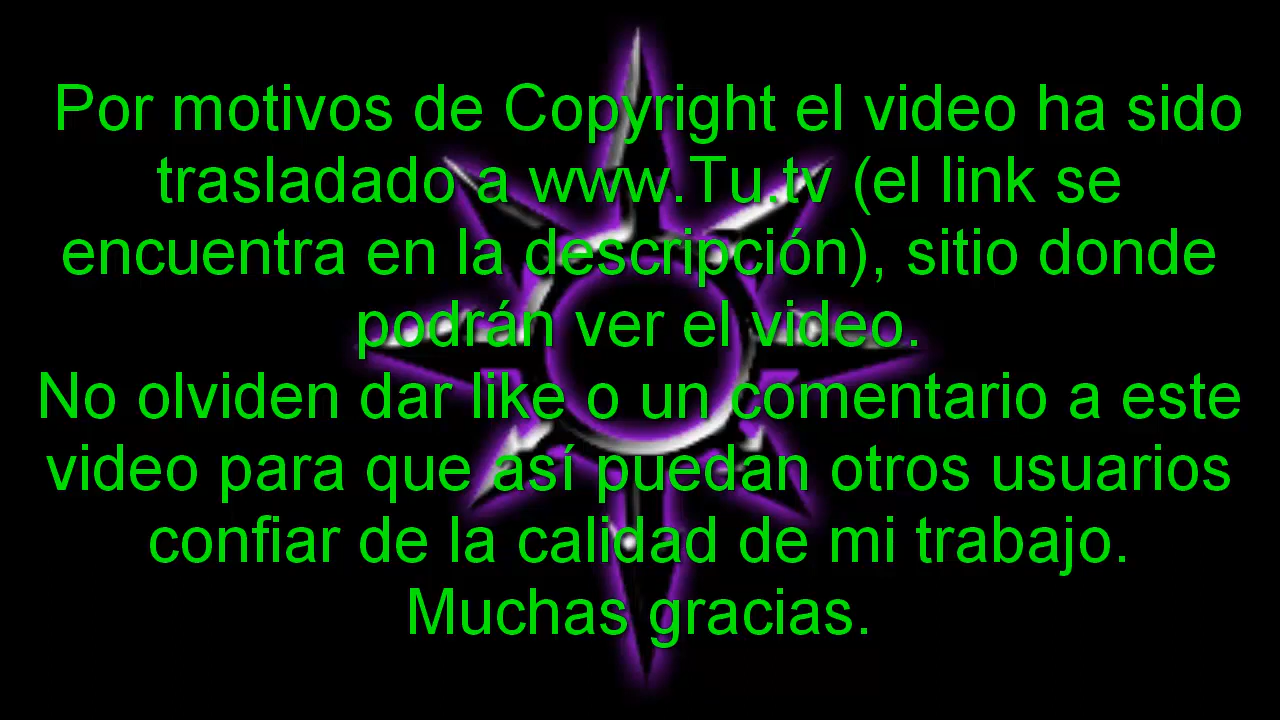 Por motivos de Copyright el video ha sido
trasladado a www.Tu.tv (el link se
encuentra en la descripción), sitio donde
podrán ver el video.
No olviden dar like o un comentario a este
video para que así puedan otros usuarios
confiar de la calidad de mi trabajo.
Muchas gracias.